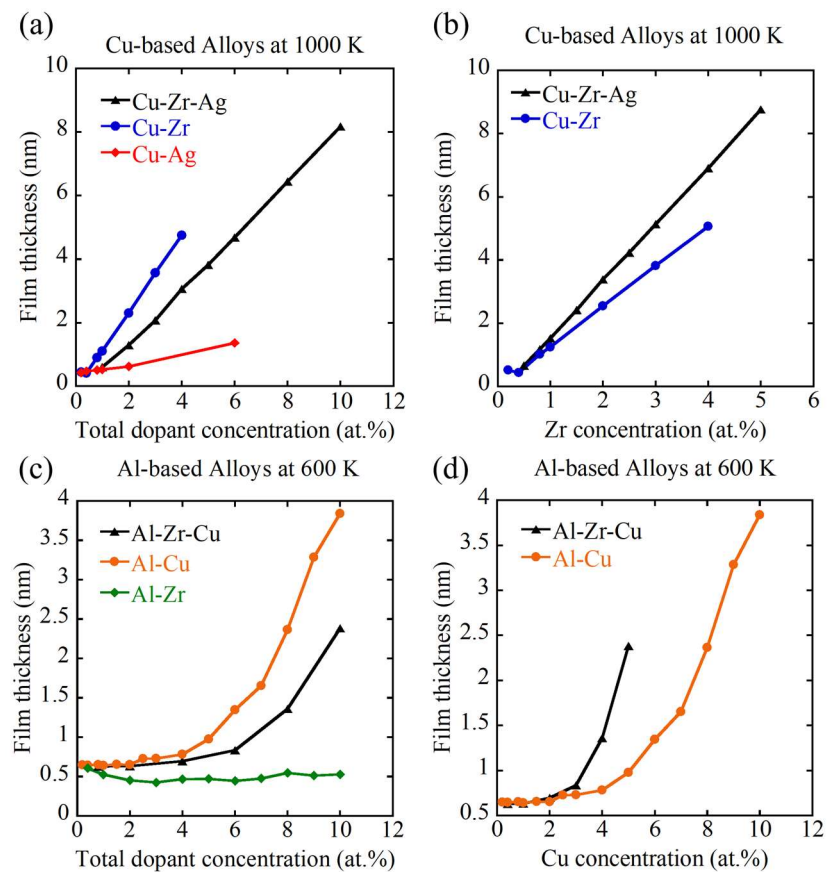 (a)
Cu-based Alloys at 1000 K
10
8
6
4
2
0
Film thickness (nm)
Cu-Zr-Ag
Cu-Zr
Cu-Ag
0 2 4 6 8 10 12
Total dopant concentration (at.%)
(b)
Cu-based Alloys at 1000 K
10
8
6
4
2
0
Film thickness (nm)
Cu-Zr-Ag
Cu-Zr
0 1 2 3 4 5 6
Zr concentration (at.%)
(c)
Al-based Alloys at 600 K
4
3.5
3
2.5
2
1.5
1
0.5
0
Film thickness (nm)
Al-Zr-Cu
Al-Cu
Al-Zr
0 2 4 6 8 10 12
Total dopant concentration (at.%)
(d)
Al-based Alloys at 600 K
4
3.5
3
2.5
2
1.5
1
0.5
Film thickness (nm)
Al-Zr-Cu
Al-Cu
0 2 4 6 8 10 12
Cu concentration (at.%)